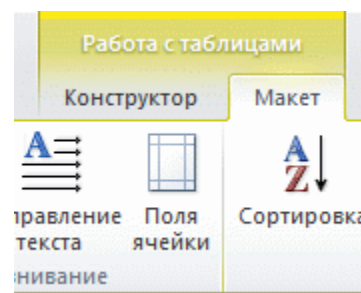 Работа с таблицами
Конструктор Макет
правление Поля Сортировка
текста ячейки
внивание